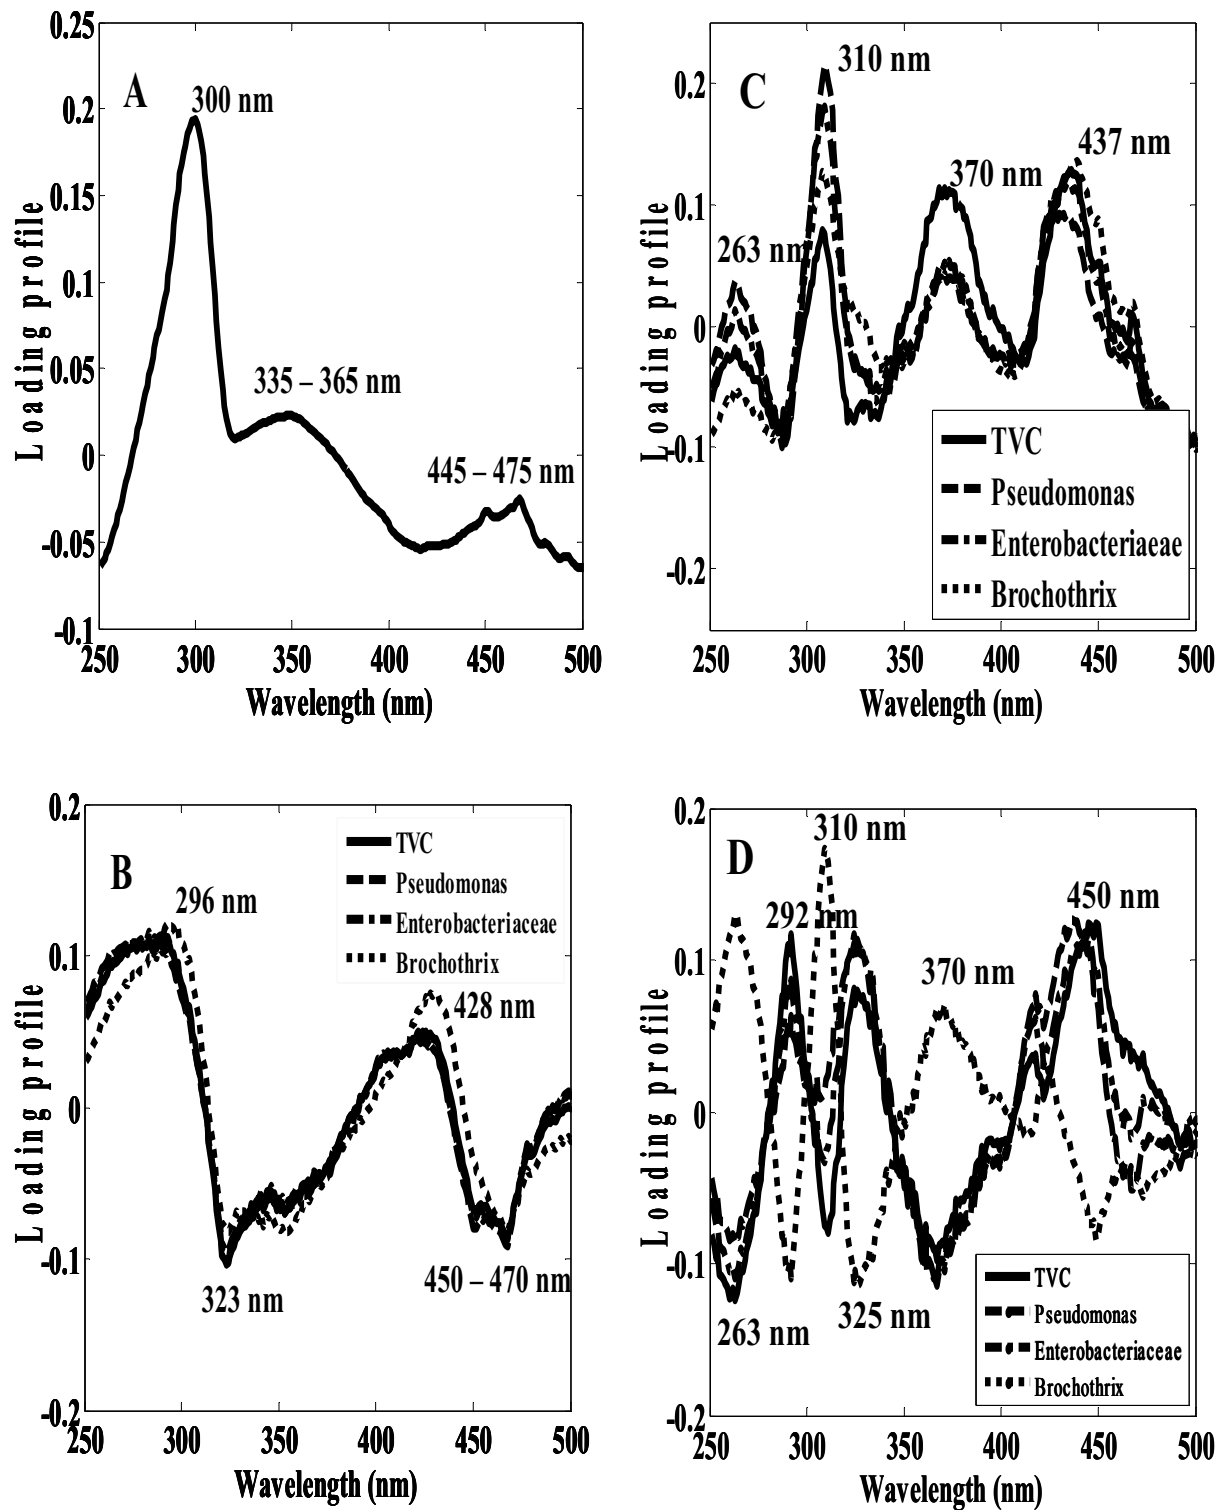 A
300 nm
335 – 365 nm
445 – 475 nm
0.25
0.2
0.15
0.1
0.05
0
-0.05
-0.1
250 300 350 400 450 500
Loading profile
Wavelength (nm)
C
310 nm
437 nm
370 nm
263 nm
0.2
0.1
0
-0.1
-0.2
TVC
Pseudomonas
Enterobacteriaeae
Brochothrix
250 300 350 400 450 500
Loading profile
Wavelength (nm)
B
296 nm
428 nm
323 nm
450 – 470 nm
0.2
0.1
0
-0.1
-0.2
TVC
Pseudomonas
Enterobacteriaceae
Brochothrix
250 300 350 400 450 500
Loading profile
Wavelength (nm)
D
310 nm
292 nm
450 nm
370 nm
263 nm
325 nm
0.2
0.1
0
-0.1
-0.2
TVC
Pseudomonas
Enterobacteriaceae
Brochothrix
250 300 350 400 450 500
Loading profile
Wavelength (nm)